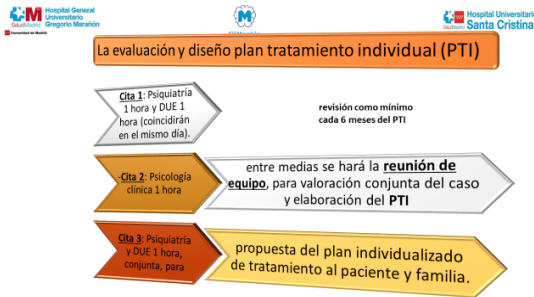 Hospital General
Universitario
Gregorio Marañón
SaludMadrid
Comunidad de Madrid
SaludMadrid
Hospital Universitario
Santa Cristina
La evaluación y diseño plan tratamiento individual (PTI)
Cita 1: Psiquiatría
1 hora y DUE 1
hora (coincidirán
en el mismo día).
revisión como mínimo
cada 6 meses del PTI
-Cita 2: Psicología
clínica 1 hora
entre medias se hará la reunión de
equipo, para valoración conjunta del caso
y elaboración del PTI
Cita 3: Psiquiatría
y DUE 1 hora,
conjunta, para
propuesta del plan individualizado
de tratamiento al paciente y familia.